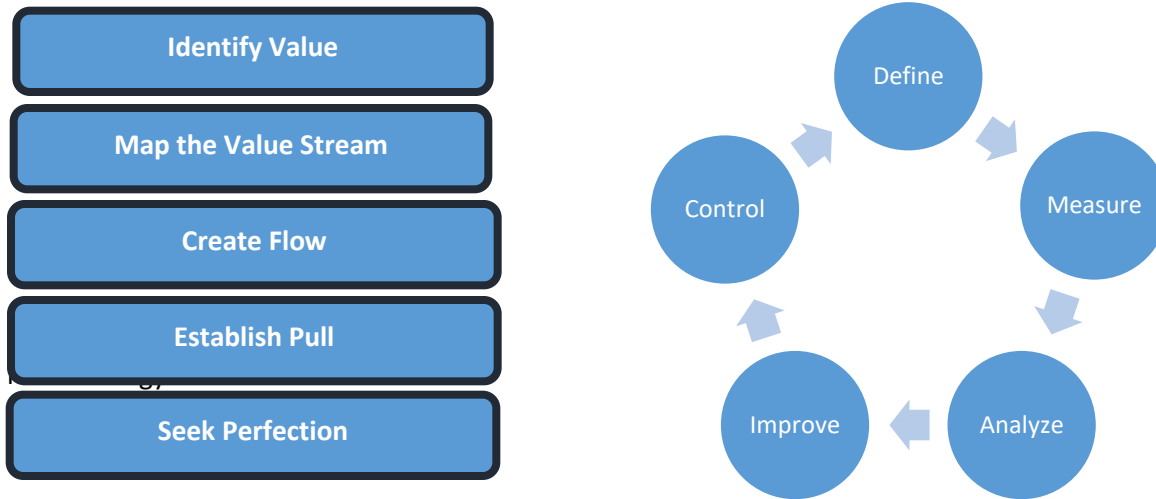 Identify Value
Map the Value Stream
Create Flow
Establish Pull
Seek Perfection
Define
Measure
Analyze
Improve
Control